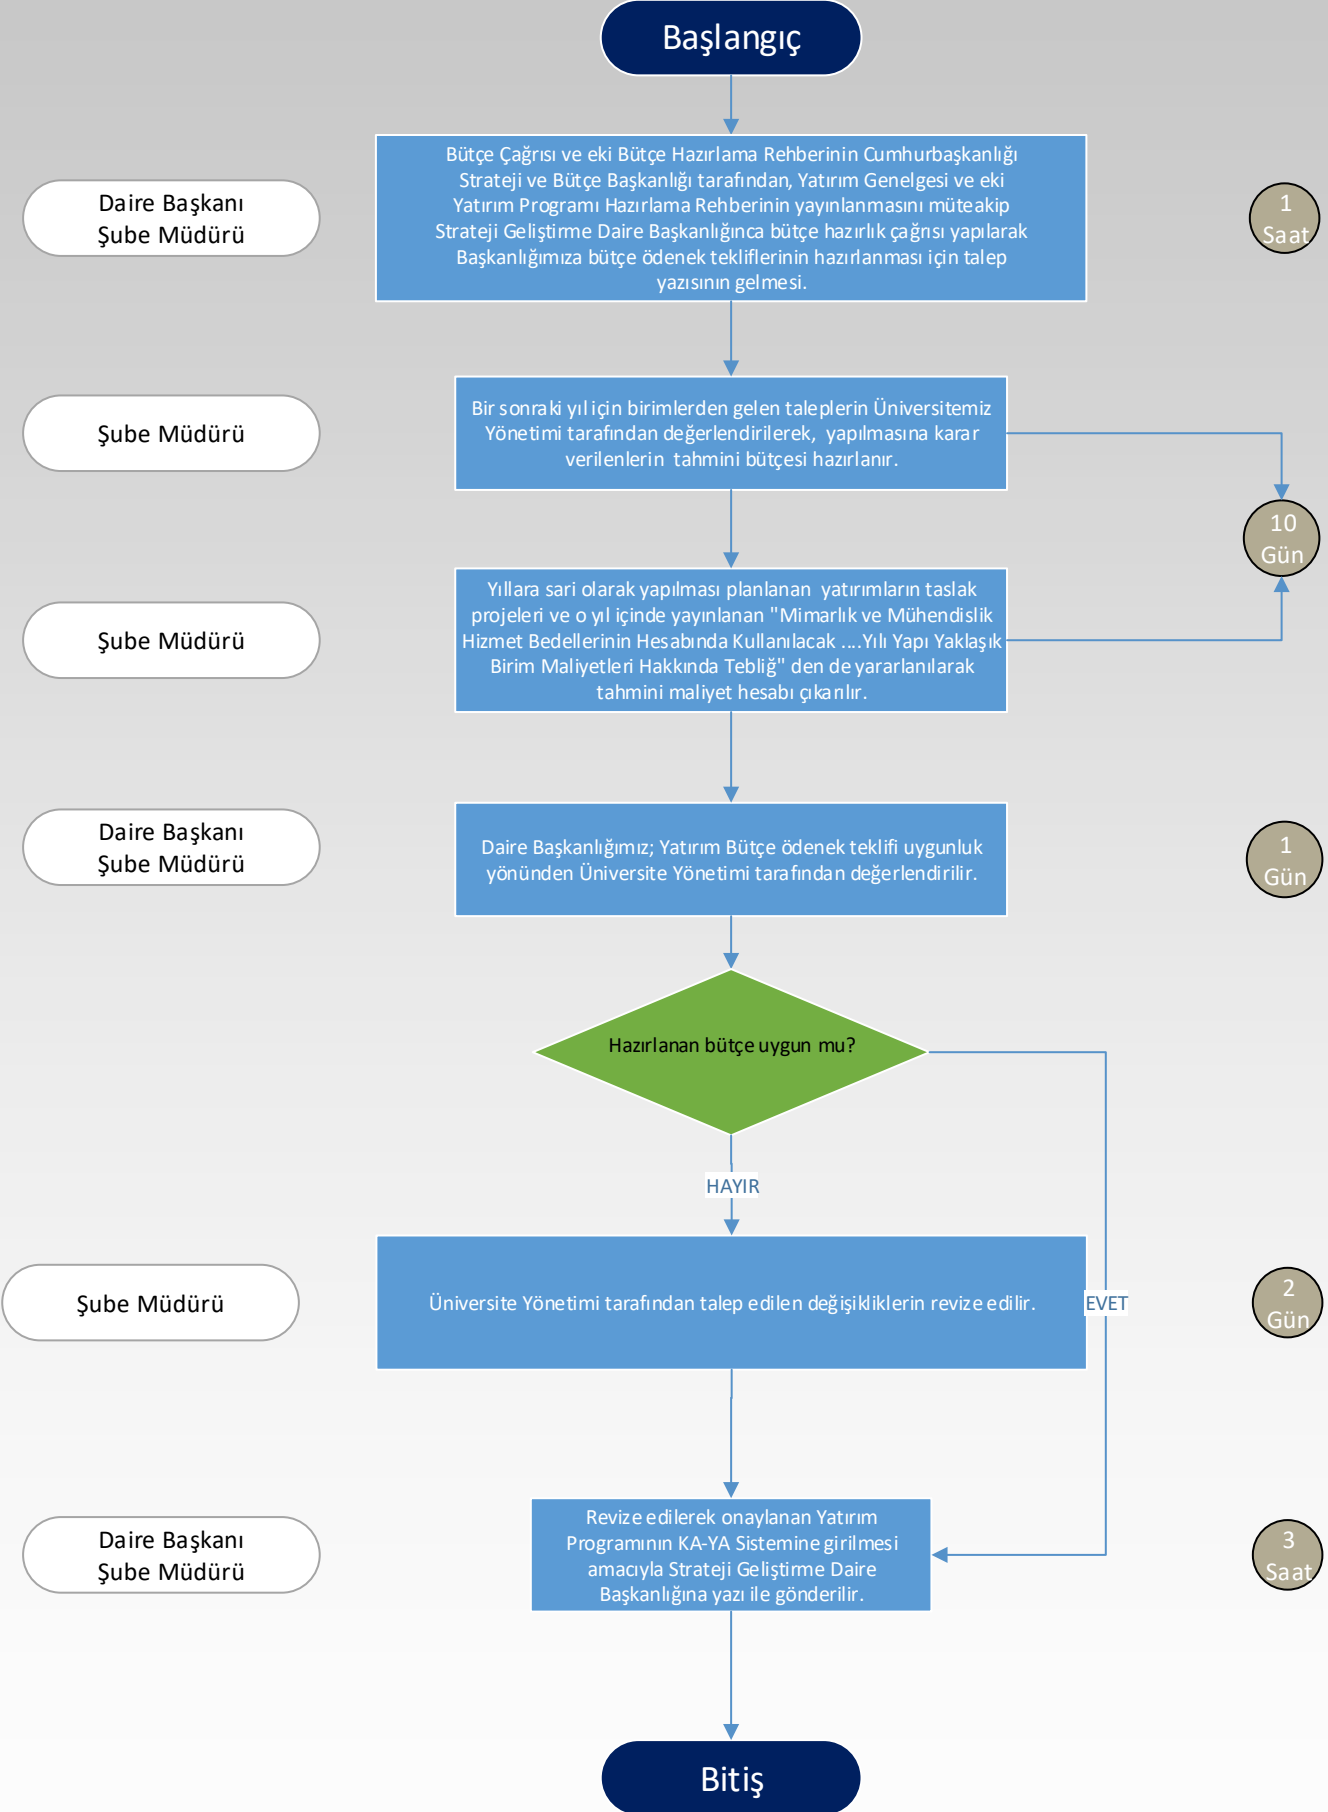 Başlangıç
Daire Başkanı
Şube Müdürü
Bütçe Çağrısı ve eki Bütçe Hazırlama Rehberinin Cumhurbaşkanlığı
Strateji ve Bütçe Başkanlığı tarafından, Yatırım Genelgesi ve eki
Yatırım Programı Hazırlama Rehberinin yayınlanmasını müteakip
Strateji Geliştirme Daire Başkanlığınca bütçe hazırlık çağrısı yapılarak
Başkanlığımıza bütçe ödenek tekliflerinin hazırlanması için talep
yazısının gelmesi.
1
Saat
Şube Müdürü
Bir sonraki yıl için birimlerden gelen taleplerin Üniversitemiz
Yönetimi tarafından değerlendirilerek, yapılmasına karar
verilenlerin tahmini bütçesi hazırlanır.
10
Gün
Şube Müdürü
Yıllara sari olarak yapılması planlanan yatırımların taslak
projeleri ve o yıl içinde yayınlanan "Mimarlık ve Mühendislik
Hizmet Bedellerinin Hesabında Kullanılacak ....Yılı Yapı Yaklaşık
Birim Maliyetleri Hakkında Tebliğ" den de yararlanılarak
tahmini maliyet hesabı çıkarılır.
Daire Başkanı
Şube Müdürü
Daire Başkanlığımız; Yatırım Bütçe ödenek teklifi uygunluk
yönünden Üniversite Yönetimi tarafından değerlendirilir.
1
Gün
Hazırlanan bütçe uygun mu?
HAYIR
Şube Müdürü
Üniversite Yönetimi tarafından talep edilen değişikliklerin revize edilir.
EVET
2
Gün
Daire Başkanı
Şube Müdürü
Revize edilerek onaylanan Yatırım
Programının KA-YA Sistemine girilmesi
amacıyla Strateji Geliştirme Daire
Başkanlığına yazı ile gönderilir.
3
Saat
Bitiş